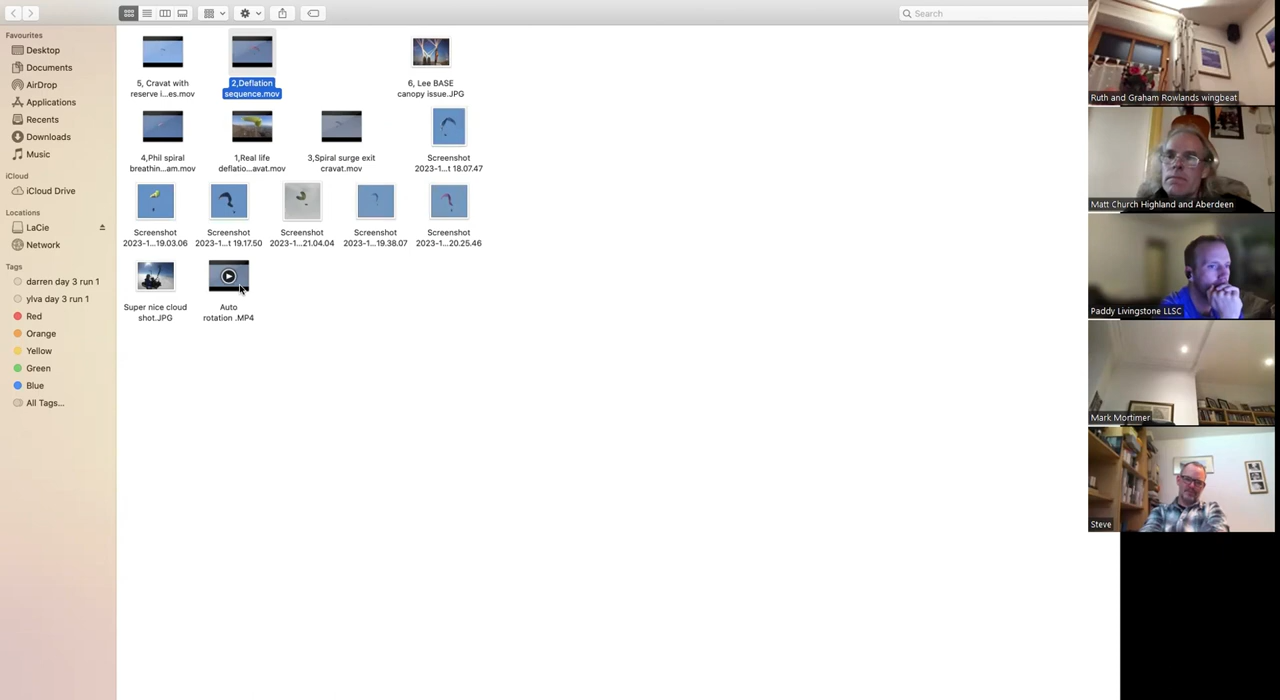 Search
Favourites
Desktop
Documents
AirDrop
Applications
Recents
Downloads
Music
iCloud
iCloud Drive
Locations
LaCie
Network
Tags
darren day 3 run 1
ylva day 3 run 1
Red
Orange
Yellow
Green
Blue
All Tags...
5, Cravat with
reserve i...es.mov
2,Deflation
sequence.mov
6, Lee BASE
canopy issue.JPG
4,Phil spiral
breathin...am.mov
1,Real life
deflatio...avat.mov
3,Spiral surge exit
cravat.mov
Screenshot
2023-1...t 18.07.47
Screenshot
2023-1...19.03.06
Screenshot
2023-1...t 19.17.50
Screenshot
2023-1...21.04.04
Screenshot
2023-1...19.38.07
Screenshot
2023-1...20.25.46
Super nice cloud
shot.JPG
Auto
rotation .MP4
Ruth and Graham Rowlands wingbeat
Matt Church Highland and Aberdeen
Paddy Livingstone LLSC
Mark Mortimer
Steve